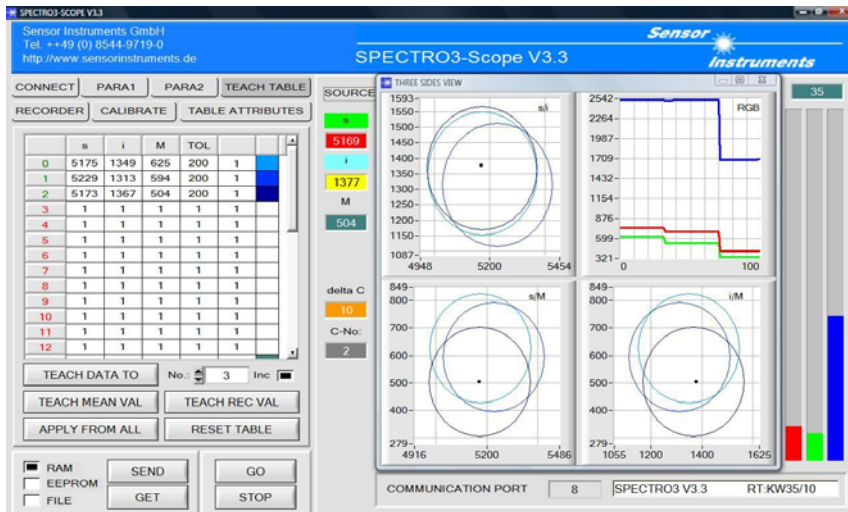 SPECTRO3-SCOPE V3.3
Sensor Instruments GmbH
Tel. ++49 (0) 8544-9719-0
http://www.sensorinstruments.de
SPECTRO3-Scope V3.3
Sensor
Instruments
CONNECT PARA1 PARA2 TEACH TABLE
RECORDER CALIBRATE TABLE ATTRIBUTES
s i M TOL
0 5175 1349 625 200 1
1 5229 1313 594 200 1
2 5173 1367 504 200 1
3 1 1 1 1 1
4 1 1 1 1 1
5 1 1 1 1 1
6 1 1 1 1 1
7 1 1 1 1 1
8 1 1 1 1 1
9 1 1 1 1 1
10 1 1 1 1 1
11 1 1 1 1 1
12 1 1 1 1 1
TEACH DATA TO No.: 3 Inc
TEACH MEAN VAL TEACH REC VAL
APPLY FROM ALL RESET TABLE
RAM
EEPROM
FILE
SEND
GET
GO
STOP
SOURCE
s
5169
i
1377
M
504
delta C
10
C-No:
2
THREE SIDES VIEW
s/i
1593
1550
1500
1450
1400
1350
1300
1250
1200
1150
1087
4948 5200 5454
RGB
2542
2264
1987
1709
1432
1154
876
599
321
0 100
s/M
849
800
700
600
500
400
279
4916 5200 5486
i/M
849
800
700
600
500
400
279
1055 1200 1400 1625
35
COMMUNICATION PORT 8 SPECTRO3 V3.3 RT:KW35/10